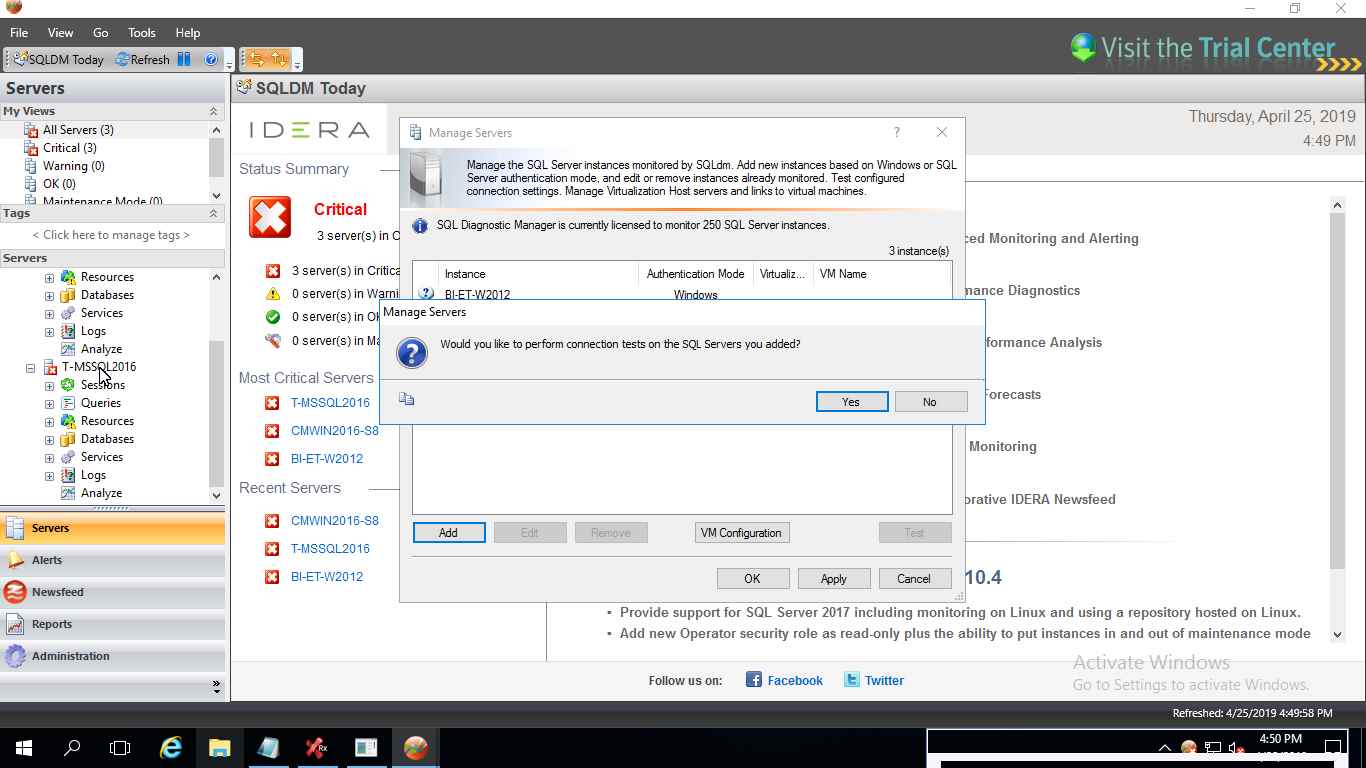 File View Go Tools Help
SQLDM Today Refresh
Visit the Trial Center
Servers
My Views
All Servers (3)
Critical (3)
Warning (0)
OK (0)
Maintenance Mode (0)
Tags
< Click here to manage tags >
Servers
Resources
Databases
Services
Logs
Analyze
T-MSSQL2016
Sessions
Queries
Resources
Databases
Services
Logs
Analyze
Servers
Alerts
Newsfeed
Reports
Administration
SQLDM Today
IDERA
Thursday, April 25, 2019
4:49 PM
Status Summary
Critical
3 server(s) in C
3 server(s) in Critica
0 server(s) in Warni
0 server(s) in OK
0 server(s) in Ma
Most Critical Servers
T-MSSQL2016
CMWIN2016-S8
BI-ET-W2012
Recent Servers
CMWIN2016-S8
T-MSSQL2016
BI-ET-W2012
Manage Servers
Manage the SQL Server instances monitored by SQLdm. Add new instances based on Windows or SQL
Server authentication mode, and edit or remove instances already monitored. Test configured
connection settings. Manage Virtualization Host servers and links to virtual machines.
SQL Diagnostic Manager is currently licensed to monitor 250 SQL Server instances.
3 instance(s)
Instance Authentication Mode Virtualiz... VM Name
BI-ET-W2012 Windows
Manage Servers
Would you like to perform connection tests on the SQL Servers you added?
Yes No
Add Edit Remove VM Configuration Test
OK Apply Cancel
ced Monitoring and Alerting
mance Diagnostics
formance Analysis
Forecasts
Monitoring
orative IDERA Newsfeed
10.4
• Provide support for SQL Server 2017 including monitoring on Linux and using a repository hosted on Linux.
• Add new Operator security role as read-only plus the ability to put instances in and out of maintenance mode
Follow us on: Facebook Twitter
Activate Windows
Go to Settings to activate Windows.
Refreshed: 4/25/2019 4:49:58 PM
4:50 PM